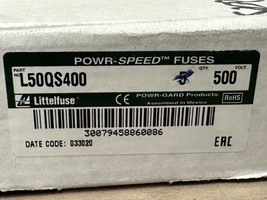 POWR-SPEED™ FUSES
PART NO. L50QS400 QTY. 500 VOLT.
Littelfuse CE POWR-GARD Products RoHS
Assembled in Mexico
30079458860086
DATE CODE: 033020 EAC